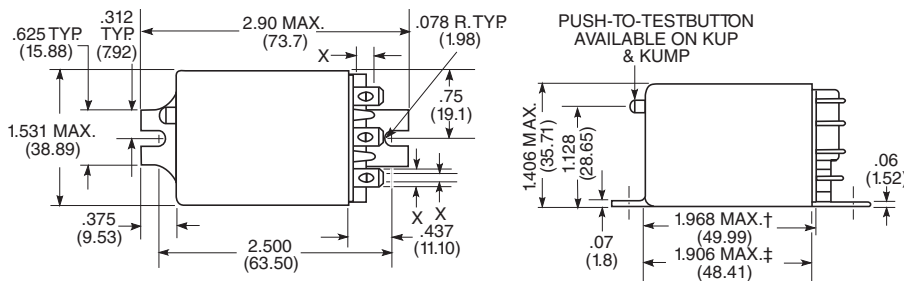 .312
TYP.
(7.92)
.625 TYP.
(15.88)
2.90 MAX.
(73.7)
.078 R. TYP
(1.98)
X
.75
(19.1)
1.531 MAX.
(38.89)
.375
(9.53)
2.500
(63.50)
X
X
.437
(11.10)
PUSH-TO-TESTBUTTON
AVAILABLE ON KUP
& KUMP
1.406 MAX.
(35.71)
1.128
(28.65)
.06
(1.52)
.07
(1.8)
1.968 MAX.†
(49.99)
1.906 MAX.‡
(48.41)